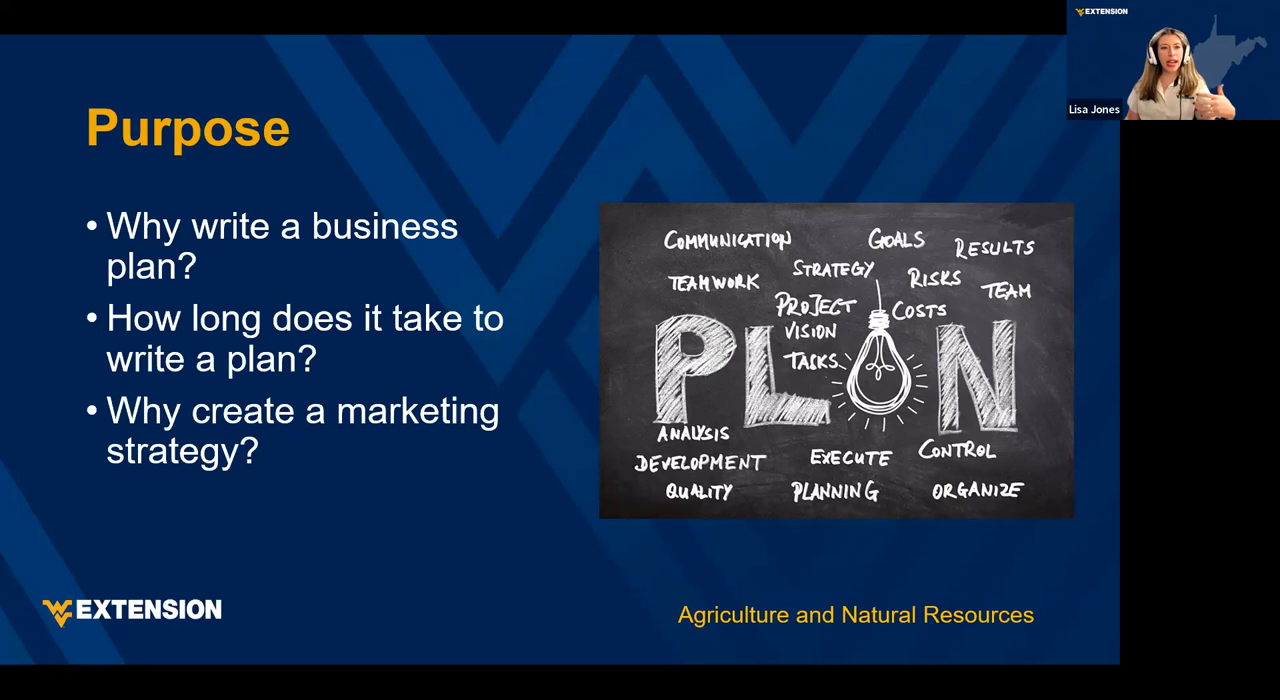 EXTENSION
Lisa Jones
Purpose
• Why write a business
plan?
• How long does it take to
write a plan?
• Why create a marketing
strategy?
COMMUNICATION
GOALS
RESULTS
TEAMWORK
STRATEGY
RISKS
TEAM
PROJECT
COSTS
VISION
TASKS
PLAN
ANALYSIS
DEVELOPMENT
EXECUTE
CONTROL
QUALITY
PLANNING
ORGANIZE
WV EXTENSION
Agriculture and Natural Resources